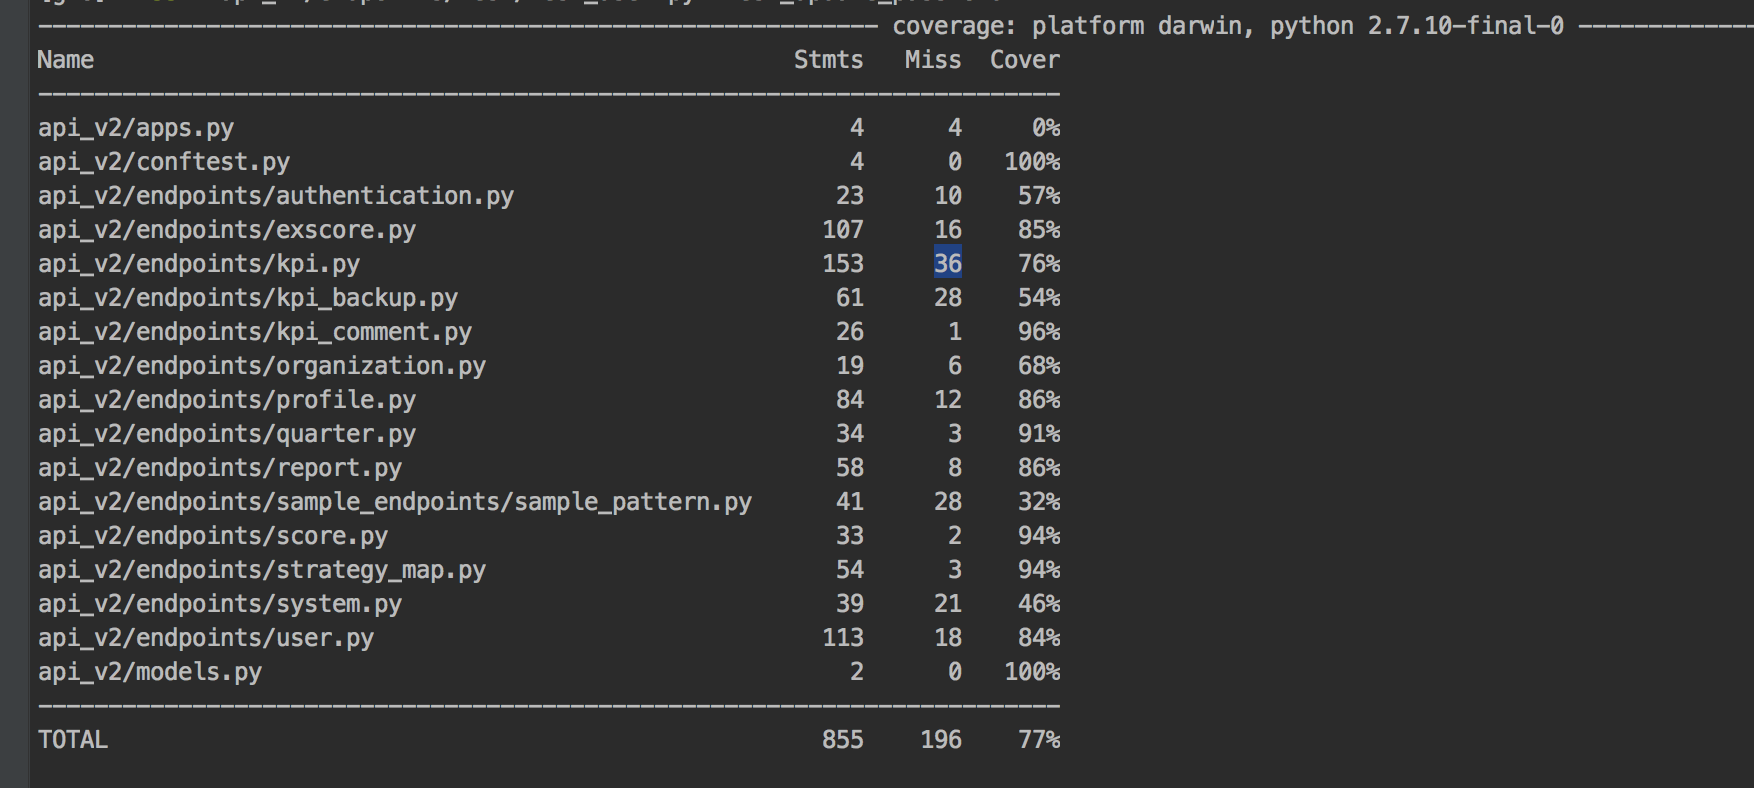 coverage: platform darwin, python 2.7.10-final-0
Name Stmts Miss Cover
api_v2/apps.py 4 4 0%
api_v2/conftest.py 4 0 100%
api_v2/endpoints/authentication.py 23 10 57%
api_v2/endpoints/exscore.py 107 16 85%
api_v2/endpoints/kpi.py 153 36 76%
api_v2/endpoints/kpi_backup.py 61 28 54%
api_v2/endpoints/kpi_comment.py 26 1 96%
api_v2/endpoints/organization.py 19 6 68%
api_v2/endpoints/profile.py 84 12 86%
api_v2/endpoints/quarter.py 34 3 91%
api_v2/endpoints/report.py 58 8 86%
api_v2/endpoints/sample_endpoints/sample_pattern.py 41 28 32%
api_v2/endpoints/score.py 33 2 94%
api_v2/endpoints/strategy_map.py 54 3 94%
api_v2/endpoints/system.py 39 21 46%
api_v2/endpoints/user.py 113 18 84%
api_v2/models.py 2 0 100%
TOTAL 855 196 77%